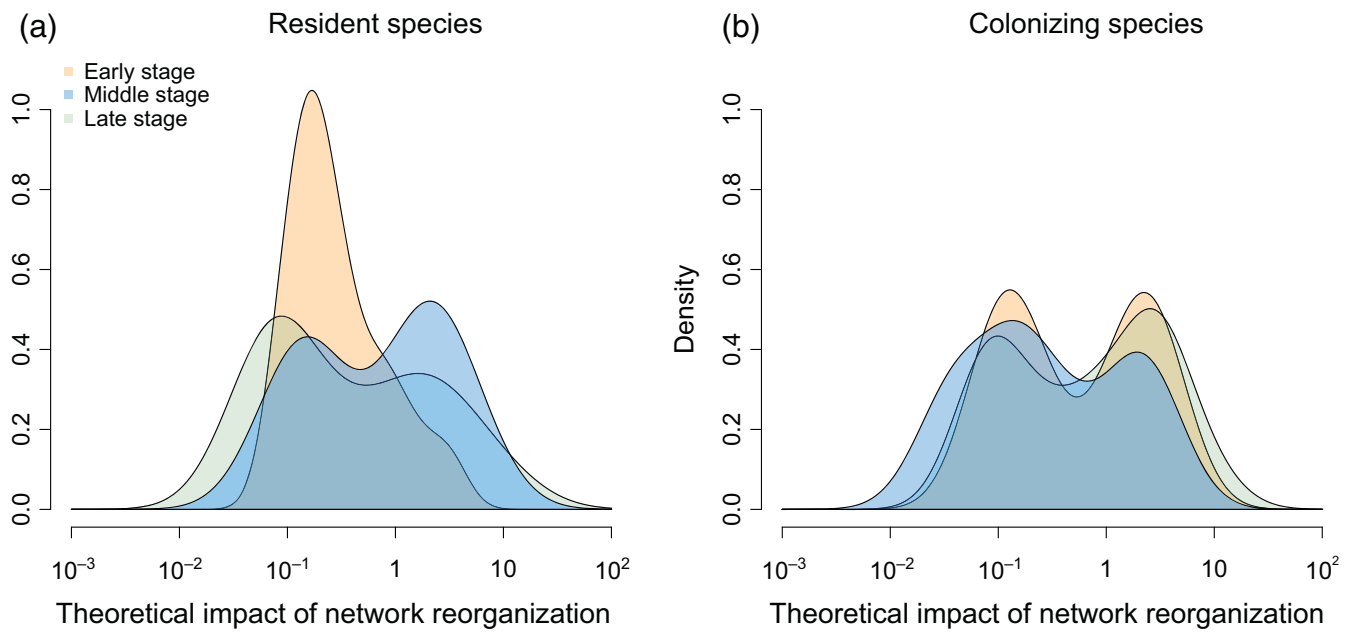 (a)
Resident species
Early stage
Middle stage
Late stage
0.0 0.2 0.4 0.6 0.8 1.0
10⁻³ 10⁻² 10⁻¹ 1 10 10²
Theoretical impact of network reorganization
(b)
Colonizing species
Density
0.0 0.2 0.4 0.6 0.8 1.0
10⁻³ 10⁻² 10⁻¹ 1 10 10²
Theoretical impact of network reorganization